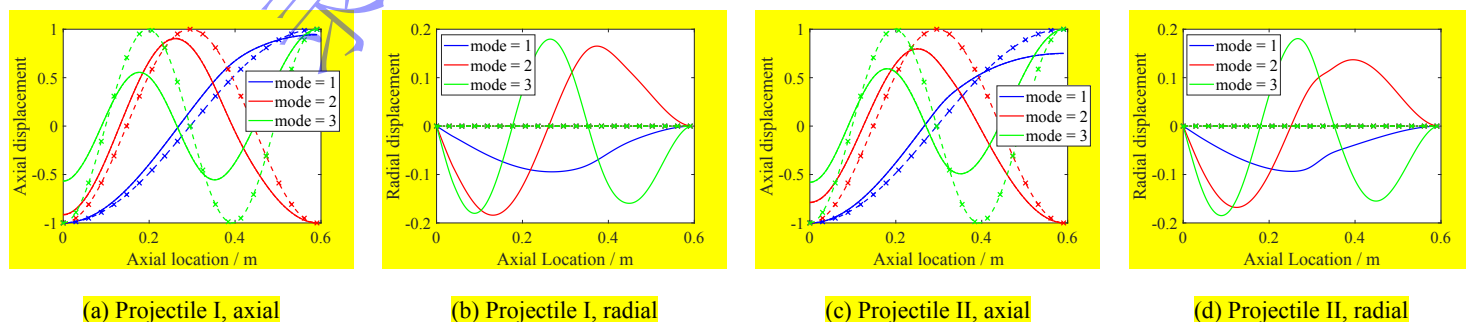 1
0.5
0
-0.5
-1
0
0.2
0.4
0.6
Axial displacement
Axial location / m
mode = 1
mode = 2
mode = 3
(a) Projectile I, axial
0.2
0.1
0
-0.1
-0.2
0
0.2
0.4
0.6
Radial displacement
Axial Location / m
mode = 1
mode = 2
mode = 3
(b) Projectile I, radial
1
0.5
0
-0.5
-1
0
0.2
0.4
0.6
Axial displacement
Axial location / m
mode = 1
mode = 2
mode = 3
(c) Projectile II, axial
0.2
0.1
0
-0.1
-0.2
0
0.2
0.4
0.6
Radial displacement
Axial Location / m
mode = 1
mode = 2
mode = 3
(d) Projectile II, radial